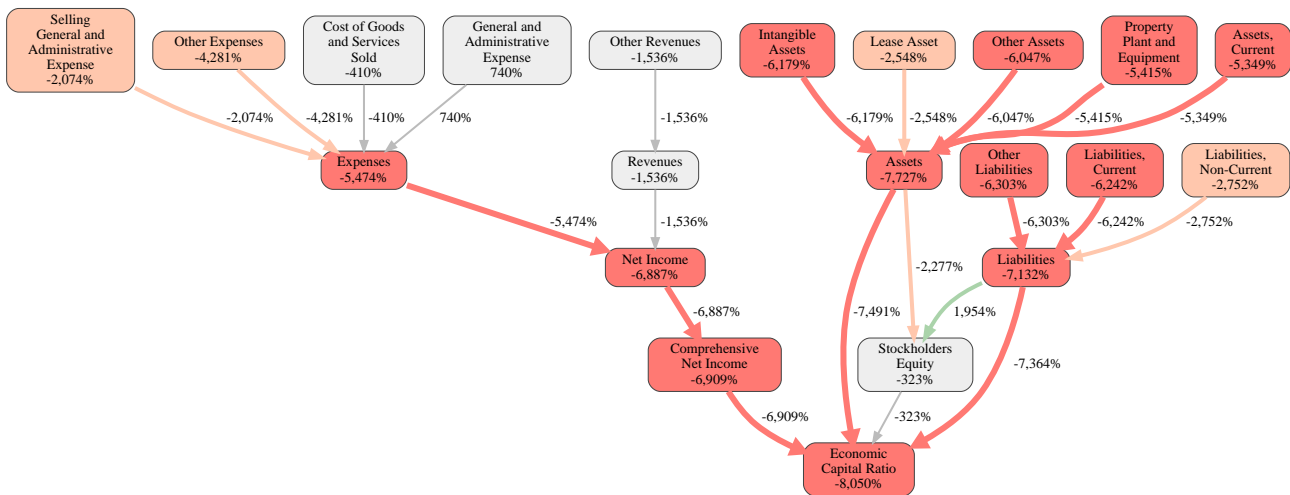 Selling
General and
Administrative
Expense
-2,074%
Other Expenses
-4,281%
Cost of Goods
and Services
Sold
-410%
General and
Administrative
Expense
740%
Other Revenues
-1,536%
Intangible
Assets
-6,179%
Lease Asset
-2,548%
Other Assets
-6,047%
Property
Plant and
Equipment
-5,415%
Assets,
Current
-5,349%
-2,074%
-4,281%
-410%
740%
-1,536%
-6,179%
-2,548%
-6,047%
-5,415%
-5,349%
Expenses
-5,474%
Revenues
-1,536%
Assets
-7,727%
Other
Liabilities
-6,303%
Liabilities,
Current
-6,242%
Liabilities,
Non-Current
-2,752%
-5,474%
-1,536%
-6,303%
-6,242%
-2,752%
Net Income
-6,887%
-2,277%
Liabilities
-7,132%
-6,887%
-7,491%
1,954%
Comprehensive
Net Income
-6,909%
Stockholders
Equity
-323%
-7,364%
-6,909%
-323%
Economic
Capital Ratio
-8,050%